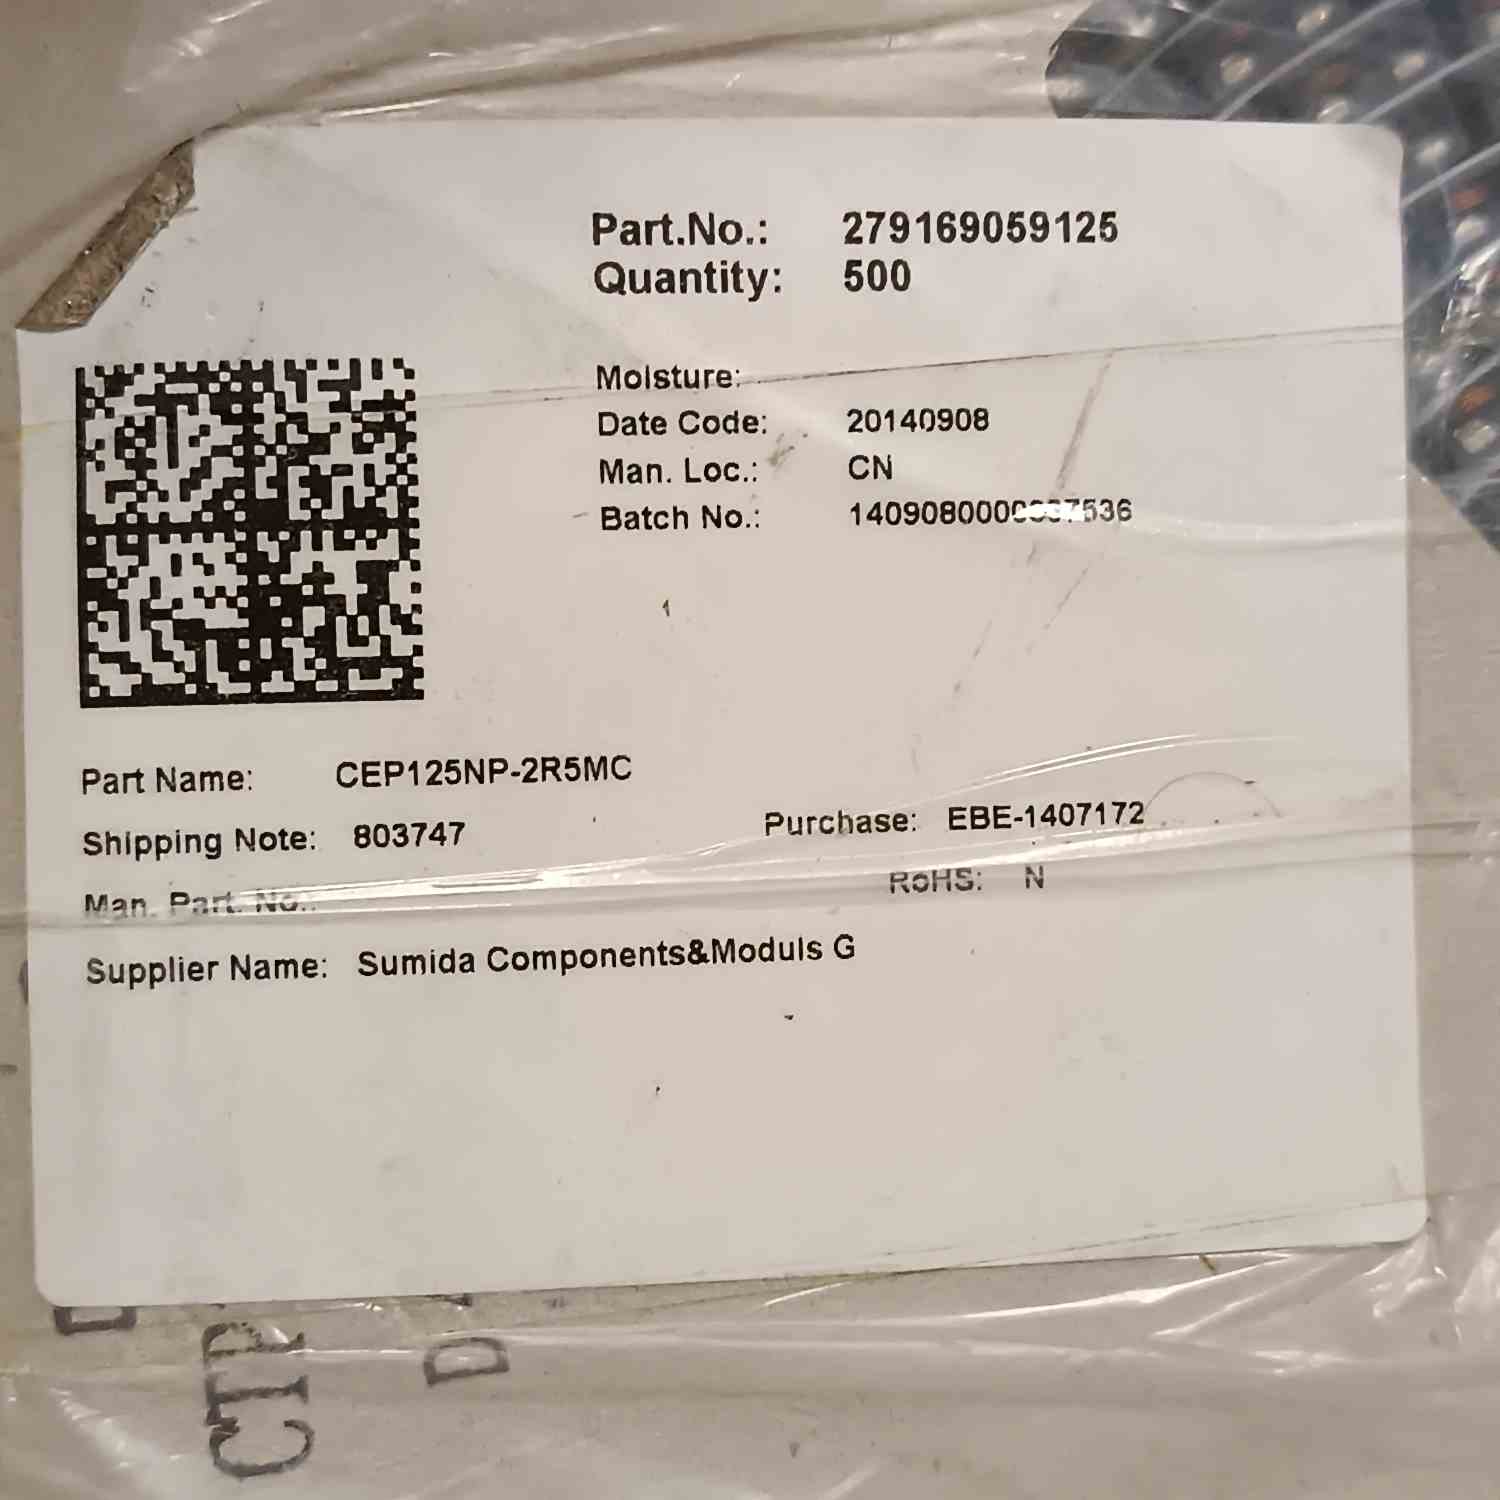 Part.No.: 279169059125
Quantity: 500
Moisture:
Date Code: 20140908
Man. Loc.: CN
Batch No.:
Part Name: CEP125NP-2R5MC
Shipping Note: 803747
Purchase: EBE-1407172
Man. Part. No.:
RoHS: N
Supplier Name: Sumida Components&Moduls G